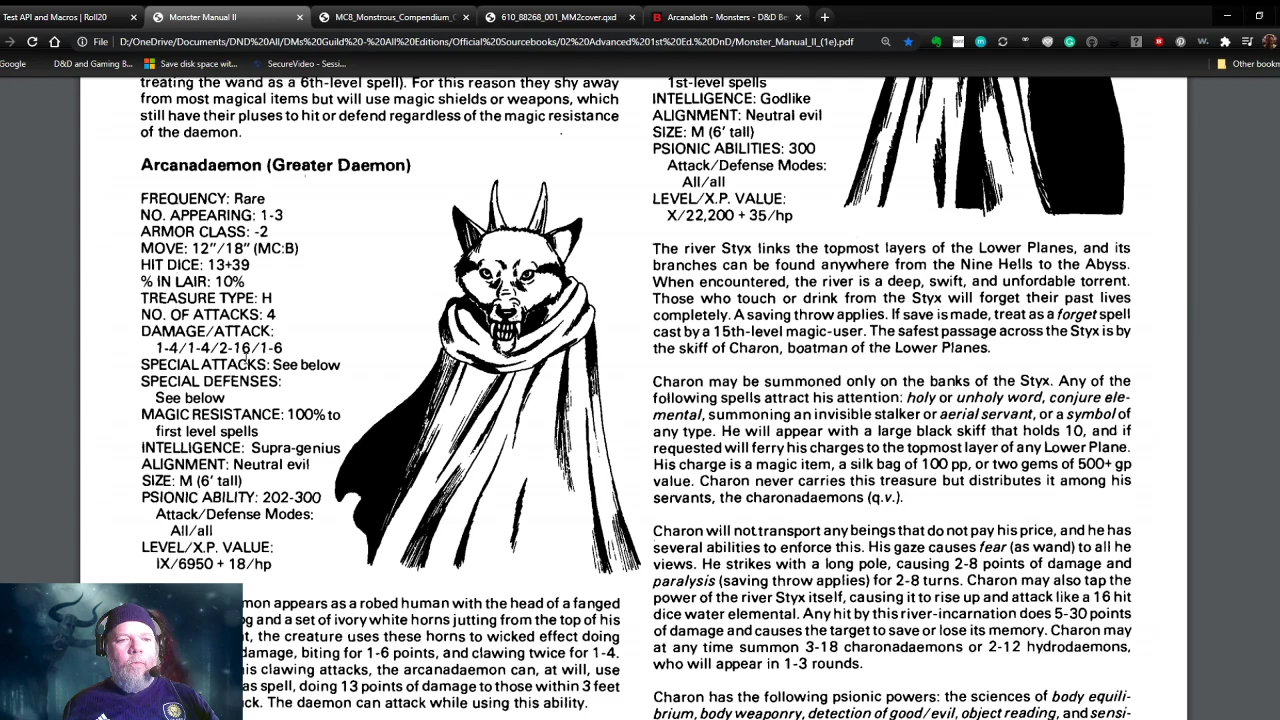 Test API and Macros | Roll20
Monster Manual II
MC8_Monstrous_Compendium_
610_88268_001_MM2cover.qxd
Arcanaloth - Monsters - D&D Be
File
D:/OneDrive/Documents/DND%20All/DMs%20Guild%20-%20All%20Editions/Official%20Sourcebooks/02%20Advanced%201st%20Ed.%20DnD/Monster_Manual_II_(1e).pdf
Google
D&D and Gaming B...
Save disk space wit...
SecureVideo - Sessi...
Other book
treating the wand as a 6th-level spell). For this reason they shy away
from most magical items but will use magic shields or weapons, which
still have their pluses to hit or defend regardless of the magic resistance
of the daemon.
Arcanadaemon (Greater Daemon)
FREQUENCY: Rare
NO. APPEARING: 1-3
ARMOR CLASS: -2
MOVE: 12"/18" (MC:B)
HIT DICE: 13+39
% IN LAIR: 10%
TREASURE TYPE: H
NO. OF ATTACKS: 4
DAMAGE/ATTACK:
1-4/1-4/2-16/1-6
SPECIAL ATTACKS: See below
SPECIAL DEFENSES:
See below
MAGIC RESISTANCE: 100% to
first level spells
INTELLIGENCE: Supra-genius
ALIGNMENT: Neutral evil
SIZE: M (6' tall)
PSIONIC ABILITY: 202-300
Attack/Defense Modes:
All/all
LEVEL/X.P. VALUE:
IX/6950 + 18/hp
mon appears as a robed human with the head of a fanged
og and a set of ivory white horns jutting from the top of his
t, the creature uses these horns to wicked effect doing
damage, biting for 1-6 points, and clawing twice for 1-4.
is clawing attacks, the arcanadaemon can, at will, use
as spell, doing 13 points of damage to those within 3 feet
ck. The daemon can attack while using this ability.
1st-level spells
INTELLIGENCE: Godlike
ALIGNMENT: Neutral evil
SIZE: M (6' tall)
PSIONIC ABILITIES: 300
Attack/Defense Modes:
All/all
LEVEL/X.P. VALUE:
X/22,200 + 35/hp
The river Styx links the topmost layers of the Lower Planes, and its
branches can be found anywhere from the Nine Hells to the Abyss.
When encountered, the river is a deep, swift, and unfordable torrent.
Those who touch or drink from the Styx will forget their past lives
completely. A saving throw applies. If save is made, treat as a forget spell
cast by a 15th-level magic-user. The safest passage across the Styx is by
the skiff of Charon, boatman of the Lower Planes.
Charon may be summoned only on the banks of the Styx. Any of the
following spells attract his attention: holy or unholy word, conjure ele-
mental, summoning an invisible stalker or aerial servant, or a symbol of
any type. He will appear with a large black skiff that holds 10, and if
requested will ferry his charges to the topmost layer of any Lower Plane.
His charge is a magic item, a silk bag of 100 pp, or two gems of 500+ gp
value. Charon never carries this treasure but distributes it among his
servants, the charonadaemons (q.v.).
Charon will not transport any beings that do not pay his price, and he has
several abilities to enforce this. His gaze causes fear (as wand) to all he
views. He strikes with a long pole, causing 2-8 points of damage and
paralysis (saving throw applies) for 2-8 turns. Charon may also tap the
power of the river Styx itself, causing it to rise up and attack like a 16 hit
dice water elemental. Any hit by this river-incarnation does 5-30 points
of damage and causes the target to save or lose its memory. Charon may
at any time summon 3-18 charonadaemons or 2-12 hydrodaemons,
who will appear in 1-3 rounds.
Charon has the following psionic powers: the sciences of body equili-
brium, body weaponry, detection of good/evil, object reading, and sensi-